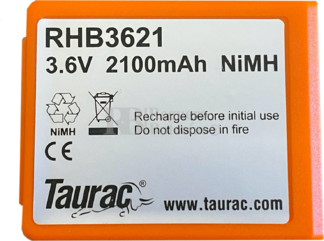 RHB3621
3.6V 2100mAh NiMH
NiMH
Recharge before initial use
Do not dispose in fire
CE
Taurac®
www.taurac.com